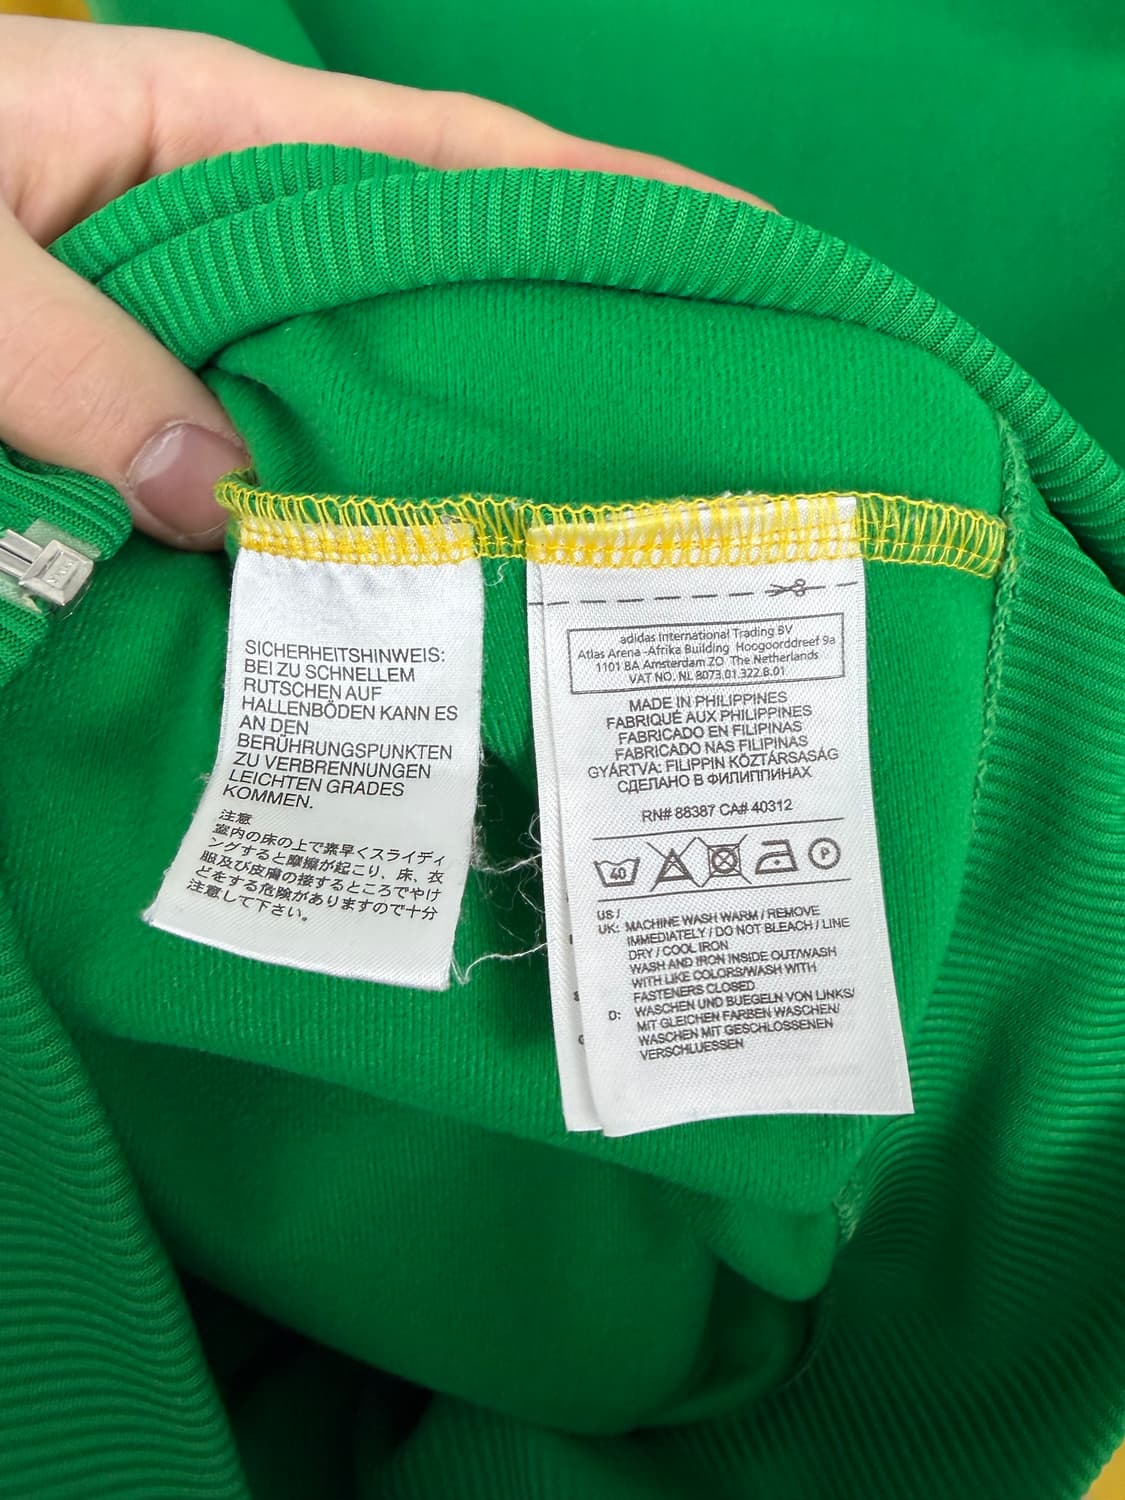 SICHERHEITSHINWEIS:
BEI ZU SCHNELLEM
RUTSCHEN AUF
HALLENBÖDEN KANN ES
AN DEN
BERÜHRUNGSPUNKTEN
ZU VERBRENNUNGEN
LEICHTEN GRADES
KOMMEN.
注意
室内の床の上で素早くスライディ
ングすると摩擦が起こり、床、衣
服及び皮膚の接するところでやけ
どをする危険がありますので十分
注意して下さい。
adidas International Trading BV
Atlas Arena -Afrika Building Hoogoorddreef 9a
1101 BA Amsterdam ZO The Netherlands
VAT NO. NL 8073.01.322.B.01
MADE IN PHILIPPINES
FABRIQUÉ AUX PHILIPPINES
FABRICADO EN FILIPINAS
FABRICADO NAS FILIPINAS
GYÁRTVA: FILIPPIN KÖZTÁRSASÁG
СДЕЛАНО В ФИЛИППИНАХ
RN# 88387 CA# 40312
40 P
US /
UK: MACHINE WASH WARM / REMOVE
IMMEDIATELY / DO NOT BLEACH / LINE
DRY / COOL IRON
WASH AND IRON INSIDE OUT/WASH
WITH LIKE COLORS/WASH WITH
FASTENERS CLOSED
D: WASCHEN UND BUEGELN VON LINKS/
MIT GLEICHEN FARBEN WASCHEN/
WASCHEN MIT GESCHLOSSENEN
VERSCHLUESSEN